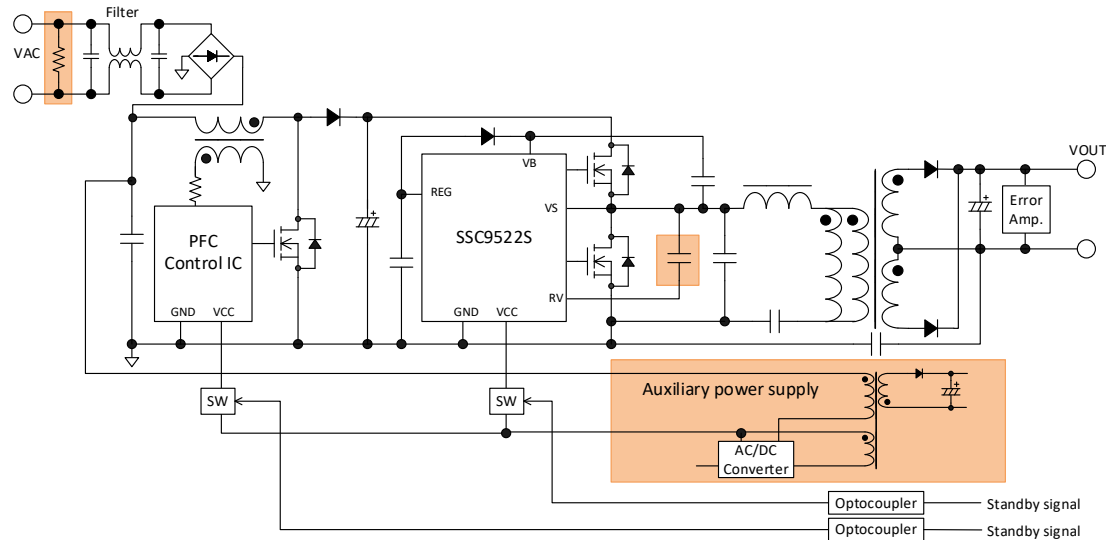 Filter
VAC
VB
REG
VS
SSC9522S
RV
GND
VCC
PFC
Control IC
GND
VCC
VOUT
Error
Amp.
SW
SW
Auxiliary power supply
AC/DC
Converter
Optocoupler
Standby signal
Optocoupler
Standby signal